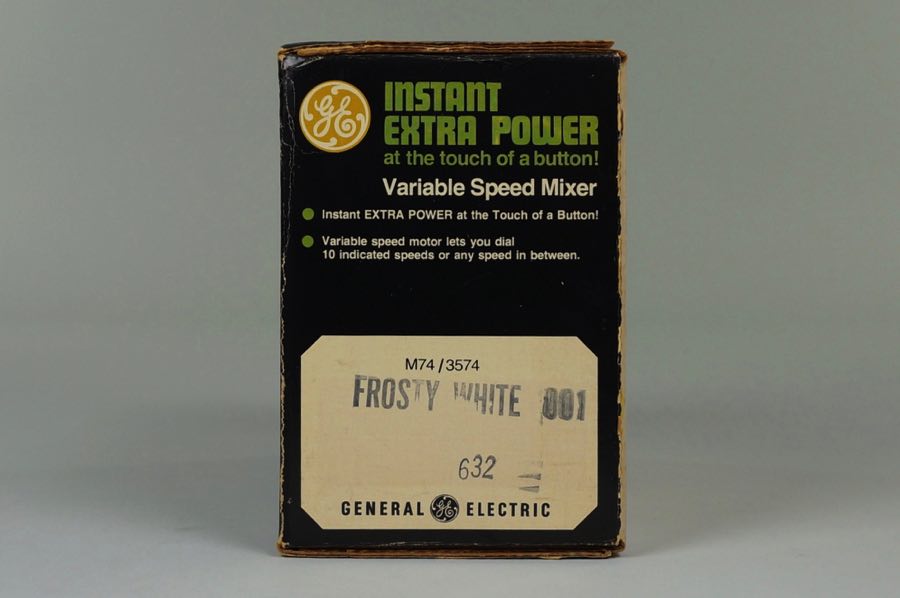 GE
INSTANT
EXTRA POWER
at the touch of a button!
Variable Speed Mixer
Instant EXTRA POWER at the Touch of a Button!
Variable speed motor lets you dial
10 indicated speeds or any speed in between.
M74/3574
FROSTY WHITE 001
632
GENERAL GE ELECTRIC